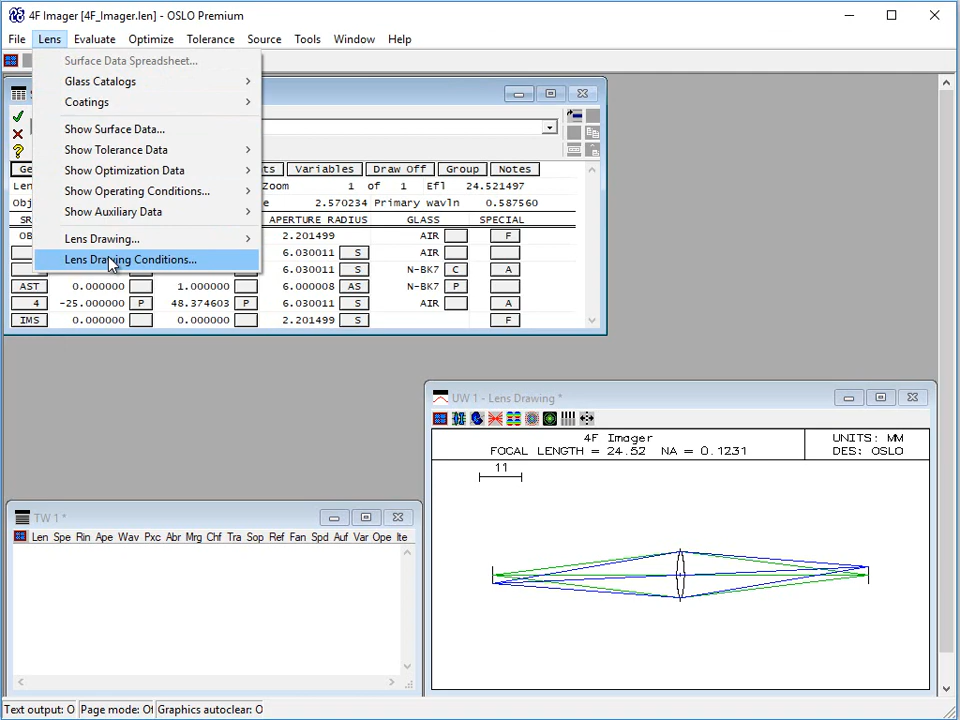 4F Imager [4F_Imager.len] - OSLO Premium
File Lens Evaluate Optimize Tolerance Source Tools Window Help
Surface Data Spreadsheet...
Glass Catalogs
Coatings
Show Surface Data...
Show Tolerance Data
Show Optimization Data
Show Operating Conditions...
Show Auxiliary Data
Lens Drawing...
Lens Drawing Conditions...
Variables Draw Off Group Notes
Zoom 1 of 1 Efl 24.521497
2.570234 Primary wavln 0.587560
APERTURE RADIUS GLASS SPECIAL
2.201499 AIR F
6.030011 S AIR
6.030011 S N-BK7 C A
AST 0.000000 1.000000 6.000008 AS N-BK7 P
4 -25.000000 P 48.374603 P 6.030011 S AIR A
IMS 0.000000 0.000000 2.201499 S F
UW 1 - Lens Drawing *
4F Imager
FOCAL LENGTH = 24.52 NA = 0.1231
UNITS: MM
DES: OSLO
11
TW 1 *
Len Spe Rin Ape Wav Pxc Abr Mrg Chf Tra Sop Ref Fan Spd Auf Var Ope Ite
Text output: O Page mode: Of Graphics autoclear: O